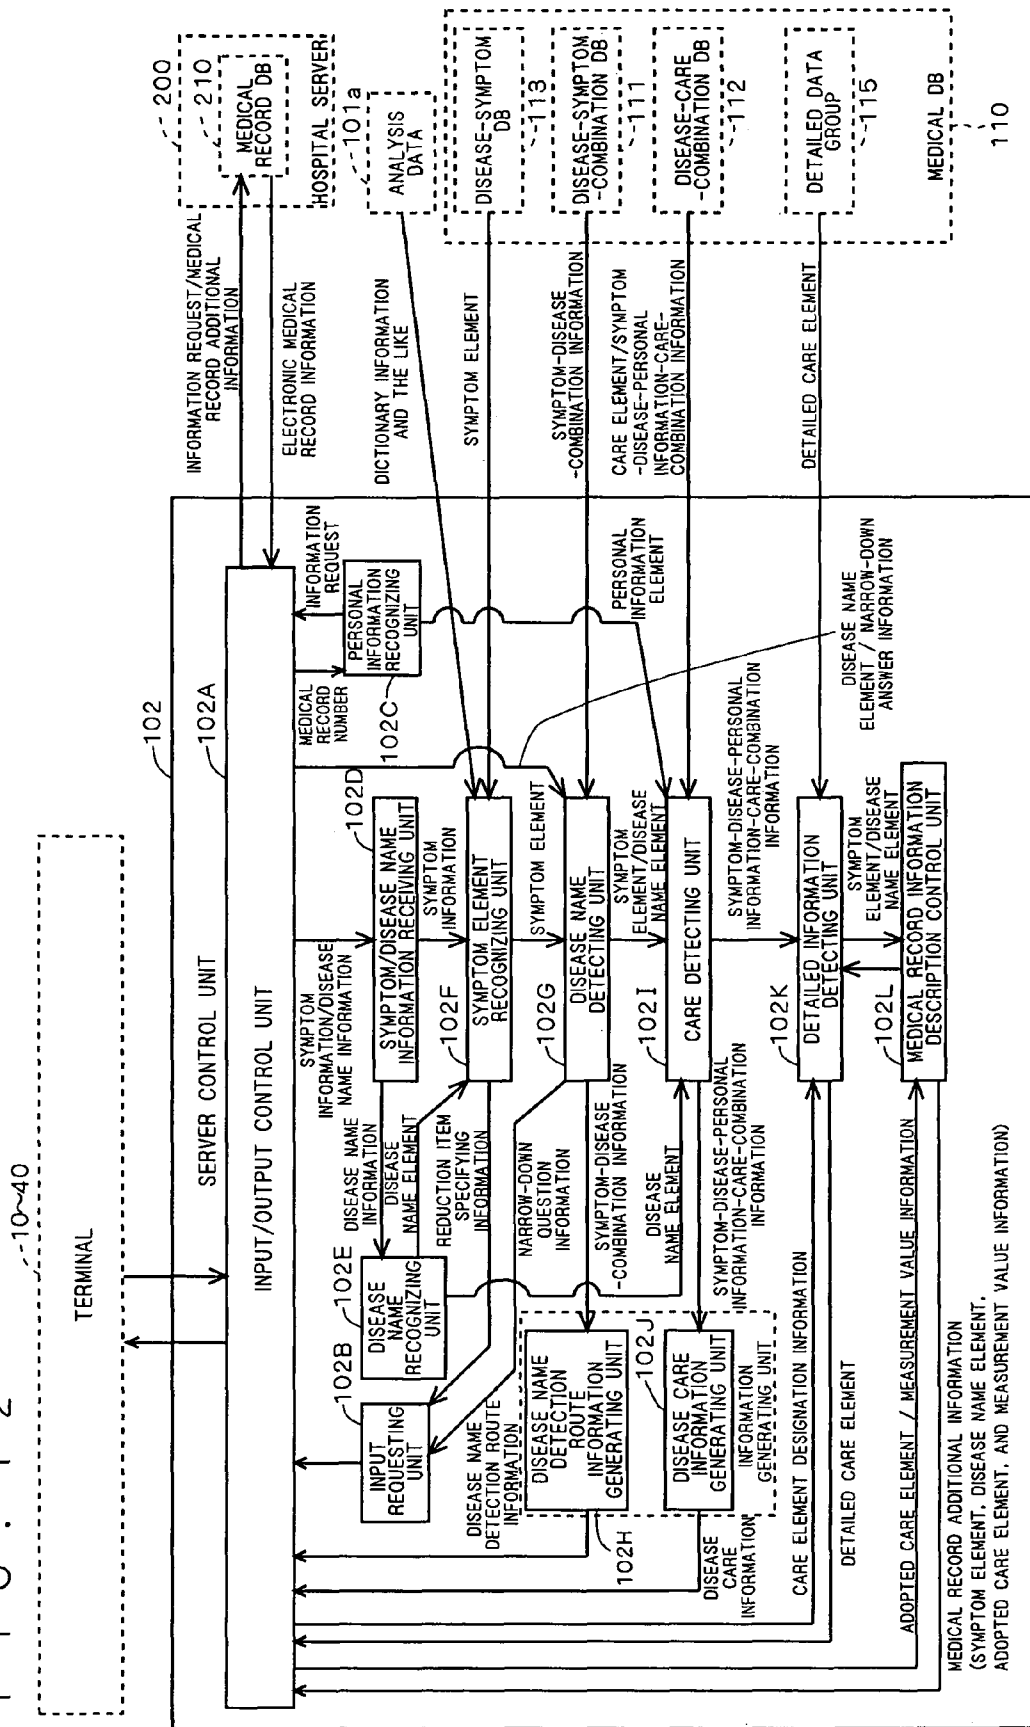 FIG. 12
TERMINAL
10~40
SERVER CONTROL UNIT
102
INPUT/OUTPUT CONTROL UNIT
102A
INFORMATION REQUEST/MEDICAL
RECORD ADDITIONAL
INFORMATION
ELECTRONIC MEDICAL
RECORD INFORMATION
200
210
MEDICAL
RECORD DB
HOSPITAL SERVER
INPUT
REQUESTING
UNIT
102B
DISEASE
NAME
RECOGNIZING
UNIT
102E
DISEASE NAME
INFORMATION
DISEASE
NAME ELEMENT
SYMPTOM
INFORMATION/DISEASE
NAME INFORMATION
SYMPTOM/DISEASE NAME
INFORMATION RECEIVING UNIT
102D
MEDICAL
RECORD
NUMBER
INFORMATION
REQUEST
PERSONAL
INFORMATION
RECOGNIZING
UNIT
102C
SYMPTOM
INFORMATION
DICTIONARY INFORMATION
AND THE LIKE
ANALYSIS
DATA
101a
REDUCTION ITEM
SPECIFYING
INFORMATION
102F
SYMPTOM ELEMENT
RECOGNIZING UNIT
SYMPTOM ELEMENT
DISEASE-SYMPTOM
DB
113
DISEASE NAME
DETECTION ROUTE
INFORMATION
NARROW-DOWN
QUESTION
INFORMATION
102G
SYMPTOM ELEMENT
DISEASE NAME
DETECTING UNIT
SYMPTOM-DISEASE
-COMBINATION INFORMATION
DISEASE-SYMPTOM
-COMBINATION DB
111
DISEASE NAME
DETECTION
ROUTE
INFORMATION
GENERATING UNIT
102H
SYMPTOM-DISEASE
-COMBINATION INFORMATION
SYMPTOM
ELEMENT/DISEASE
NAME ELEMENT
PERSONAL
INFORMATION
ELEMENT
CARE ELEMENT/SYMPTOM
-DISEASE-PERSONAL
INFORMATION-CARE-
COMBINATION INFORMATION
DISEASE-CARE
-COMBINATION DB
112
102J
DISEASE CARE
INFORMATION
GENERATING UNIT
INFORMATION
GENERATING UNIT
DISEASE
NAME ELEMENT
102I
CARE DETECTING UNIT
DISEASE
CARE
INFORMATION
SYMPTOM-DISEASE-PERSONAL
INFORMATION-CARE-COMBINATION
INFORMATION
SYMPTOM-DISEASE-PERSONAL
INFORMATION-CARE-COMBINATION
INFORMATION
DISEASE NAME
ELEMENT / NARROW-DOWN
ANSWER INFORMATION
CARE ELEMENT DESIGNATION INFORMATION
102K
DETAILED INFORMATION
DETECTING UNIT
DETAILED CARE ELEMENT
DETAILED DATA
GROUP
115
DETAILED CARE ELEMENT
SYMPTOM
ELEMENT/DISEASE
NAME ELEMENT
ADOPTED CARE ELEMENT / MEASUREMENT VALUE INFORMATION
102L
MEDICAL RECORD INFORMATION
DESCRIPTION CONTROL UNIT
MEDICAL DB
110
MEDICAL RECORD ADDITIONAL INFORMATION
(SYMPTOM ELEMENT, DISEASE NAME ELEMENT,
ADOPTED CARE ELEMENT, AND MEASUREMENT VALUE INFORMATION)